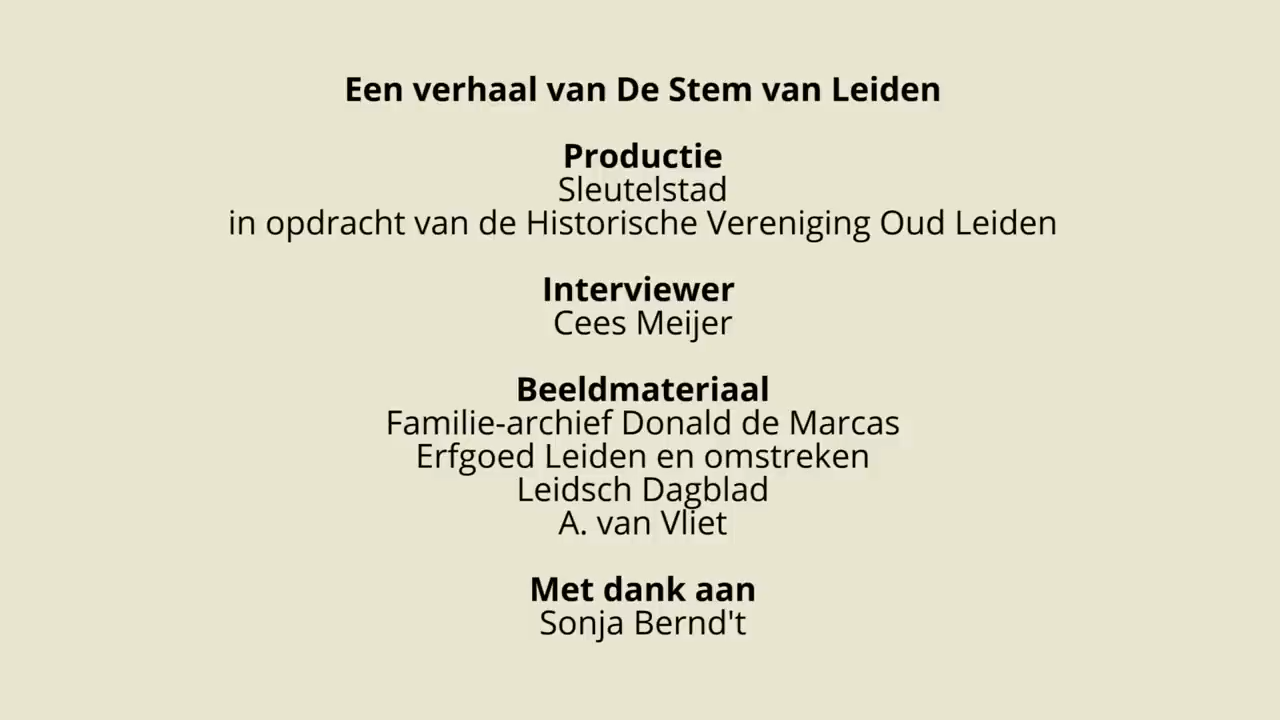 Een verhaal van De Stem van Leiden
Productie
Sleutelstad
in opdracht van de Historische Vereniging Oud Leiden
Interviewer
Cees Meijer
Beeldmateriaal
Familie-archief Donald de Marcas
Erfgoed Leiden en omstreken
Leidsch Dagblad
A. van Vliet
Met dank aan
Sonja Bernd't